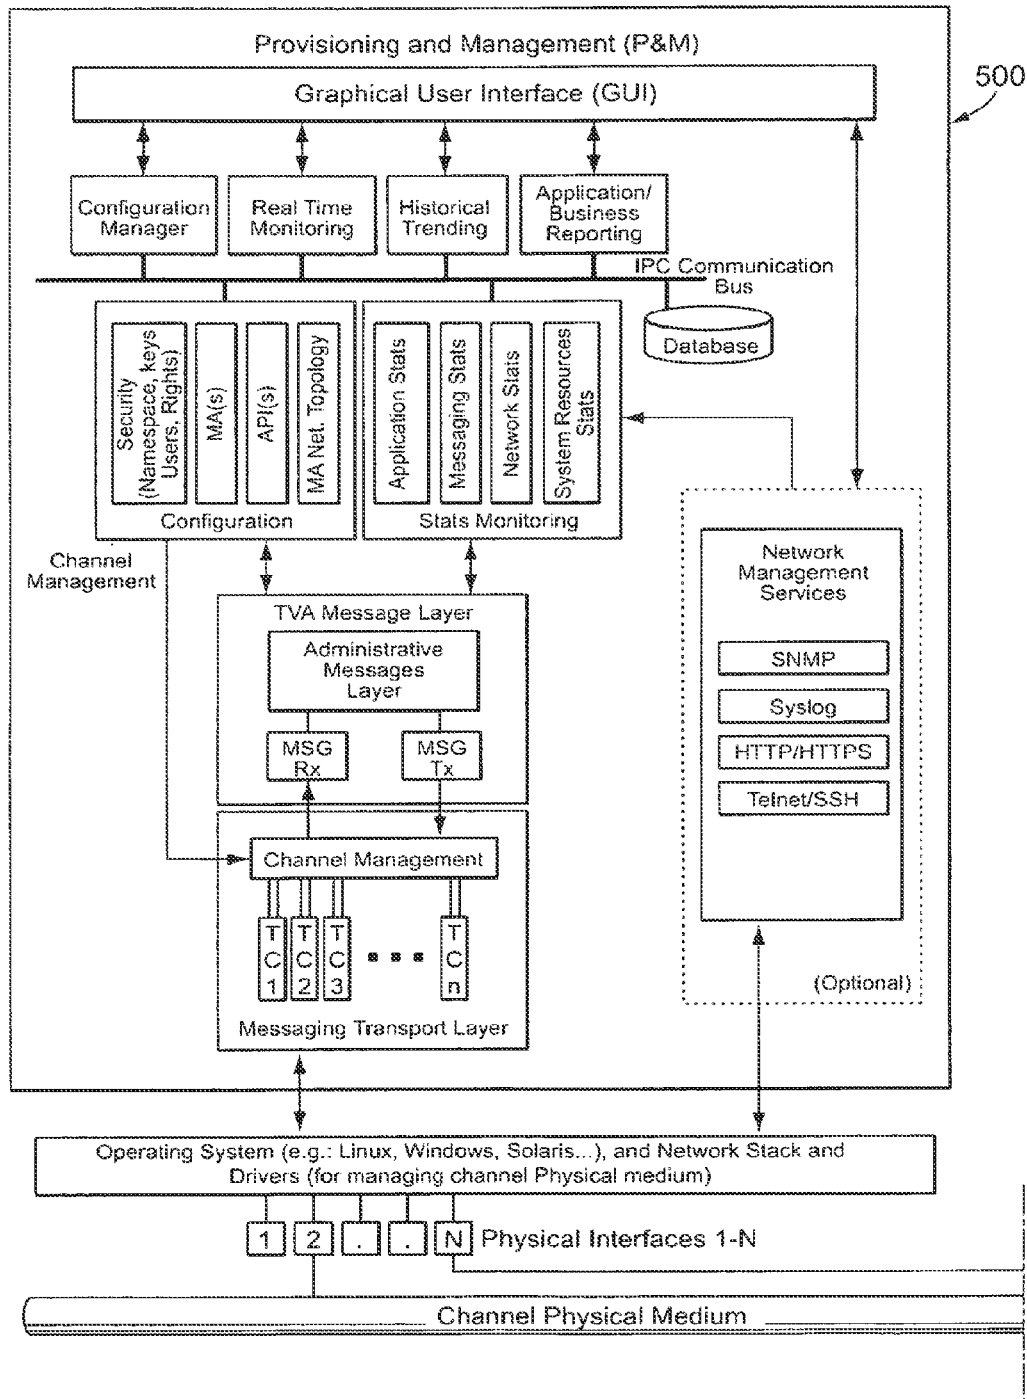 Provisioning and Management (P&M)
Graphical User Interface (GUI)
500
Configuration
Manager
Real Time
Monitoring
Historical
Trending
Application/
Business
Reporting
IPC Communication
Bus
Database
Security
(Namespace, keys
Users, Rights)
MA(s)
API(s)
MA Net. Topology
Configuration
Application Stats
Messaging Stats
Network Stats
System Resources
Stats
Stats Monitoring
Channel
Management
TVA Message Layer
Administrative
Messages
Layer
MSG
Rx
MSG
Tx
Channel Management
TC1
TC2
TC3
TCn
Messaging Transport Layer
Network
Management
Services
SNMP
Syslog
HTTP/HTTPS
Telnet/SSH
(Optional)
Operating System (e.g.: Linux, Windows, Solaris...), and Network Stack and
Drivers (for managing channel Physical medium)
1 2 . . N Physical Interfaces 1-N
Channel Physical Medium